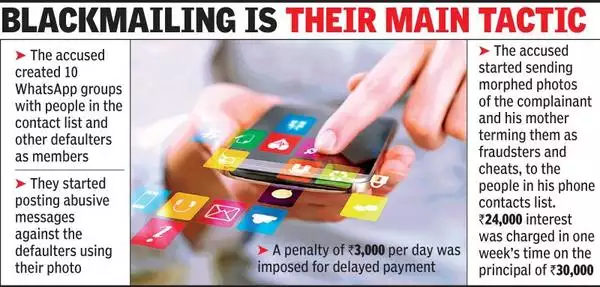 BLACKMAILING IS THEIR MAIN TACTIC
➤ The accused
created 10
WhatsApp groups
with people in the
contact list and
other defaulters
as members
➤ They started
posting abusive
messages
against the
defaulters using
their photo
➤ A penalty of ₹3,000 per day was
imposed for delayed payment
➤ The accused
started sending
morphed photos
of the complainant
and his mother
terming them as
fraudsters and
cheats, to the
people in his phone
contacts list.
₹24,000 interest
was charged in one
week's time on the
principal of ₹30,000